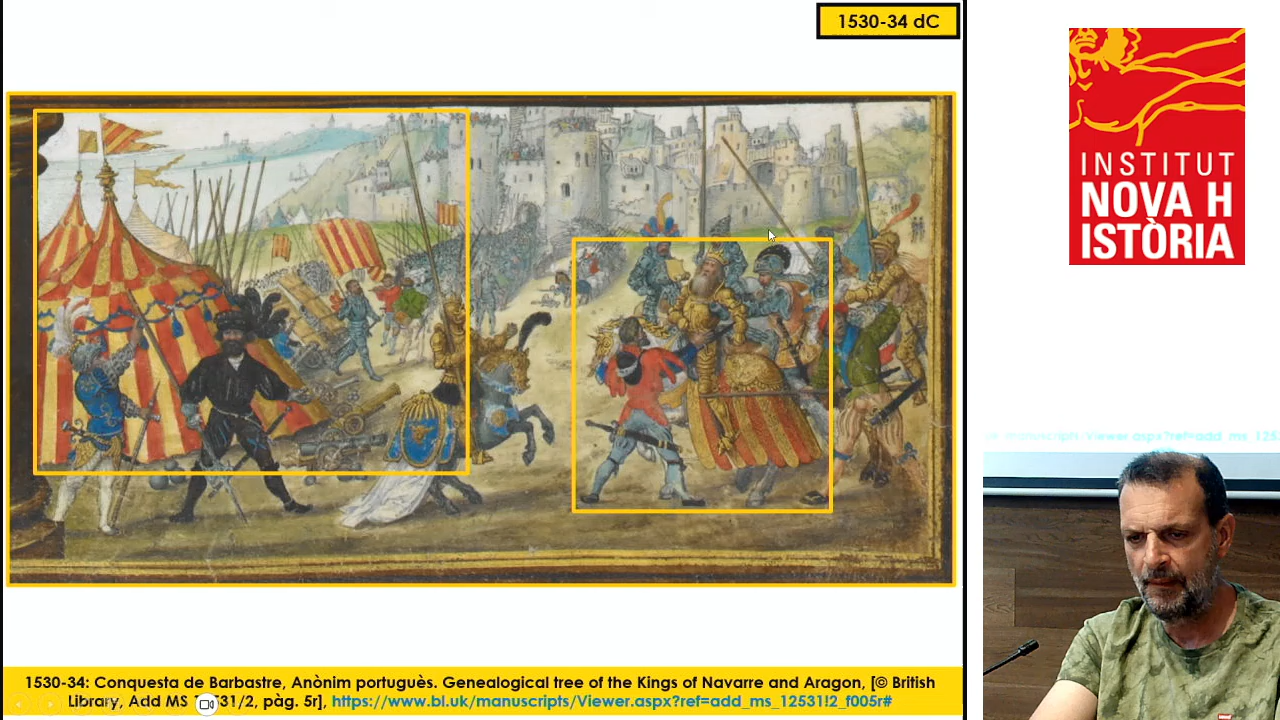 1530-34 dC
INSTITUT
NOVA H
ISTÒRIA
1530-34: Conquesta de Barbastre, Anònim portuguès. Genealogical tree of the Kings of Navarre and Aragon, [© British
Library, Add MS 31/2, pàg. 5r], https://www.bl.uk/manuscripts/Viewer.aspx?ref=add_ms_12531!2_f005r#